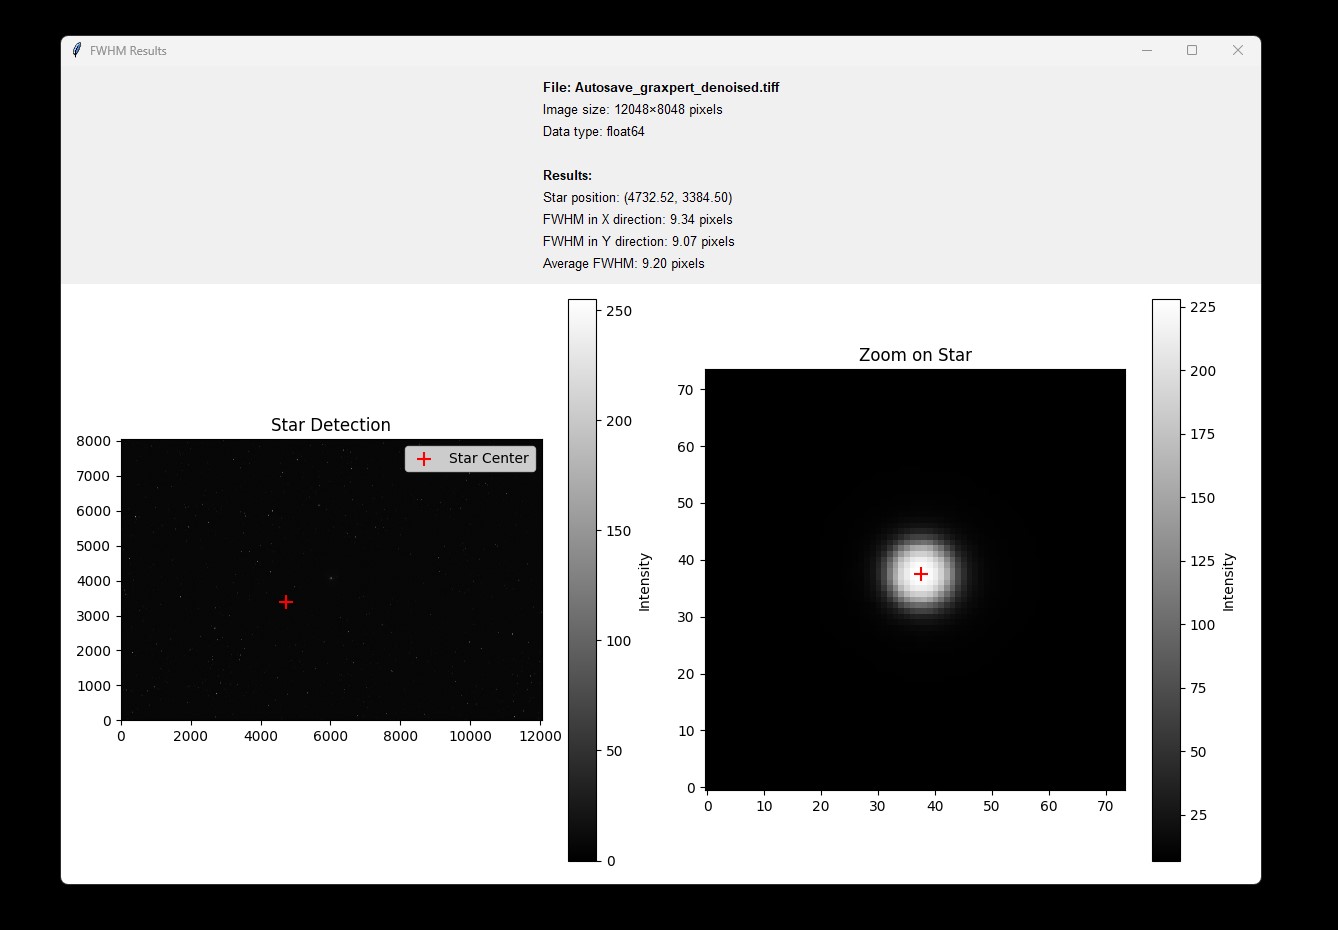 FWHM Results
File: Autosave_graxpert_denoised.tiff
Image size: 12048×8048 pixels
Data type: float64
Results:
Star position: (4732.52, 3384.50)
FWHM in X direction: 9.34 pixels
FWHM in Y direction: 9.07 pixels
Average FWHM: 9.20 pixels
Star Detection
Star Center
8000
7000
6000
5000
4000
3000
2000
1000
0
0 2000 4000 6000 8000 10000 12000
250
200
150
100
50
0
Intensity
Zoom on Star
70
60
50
40
30
20
10
0
0 10 20 30 40 50 60 70
225
200
175
150
125
100
75
50
25
Intensity